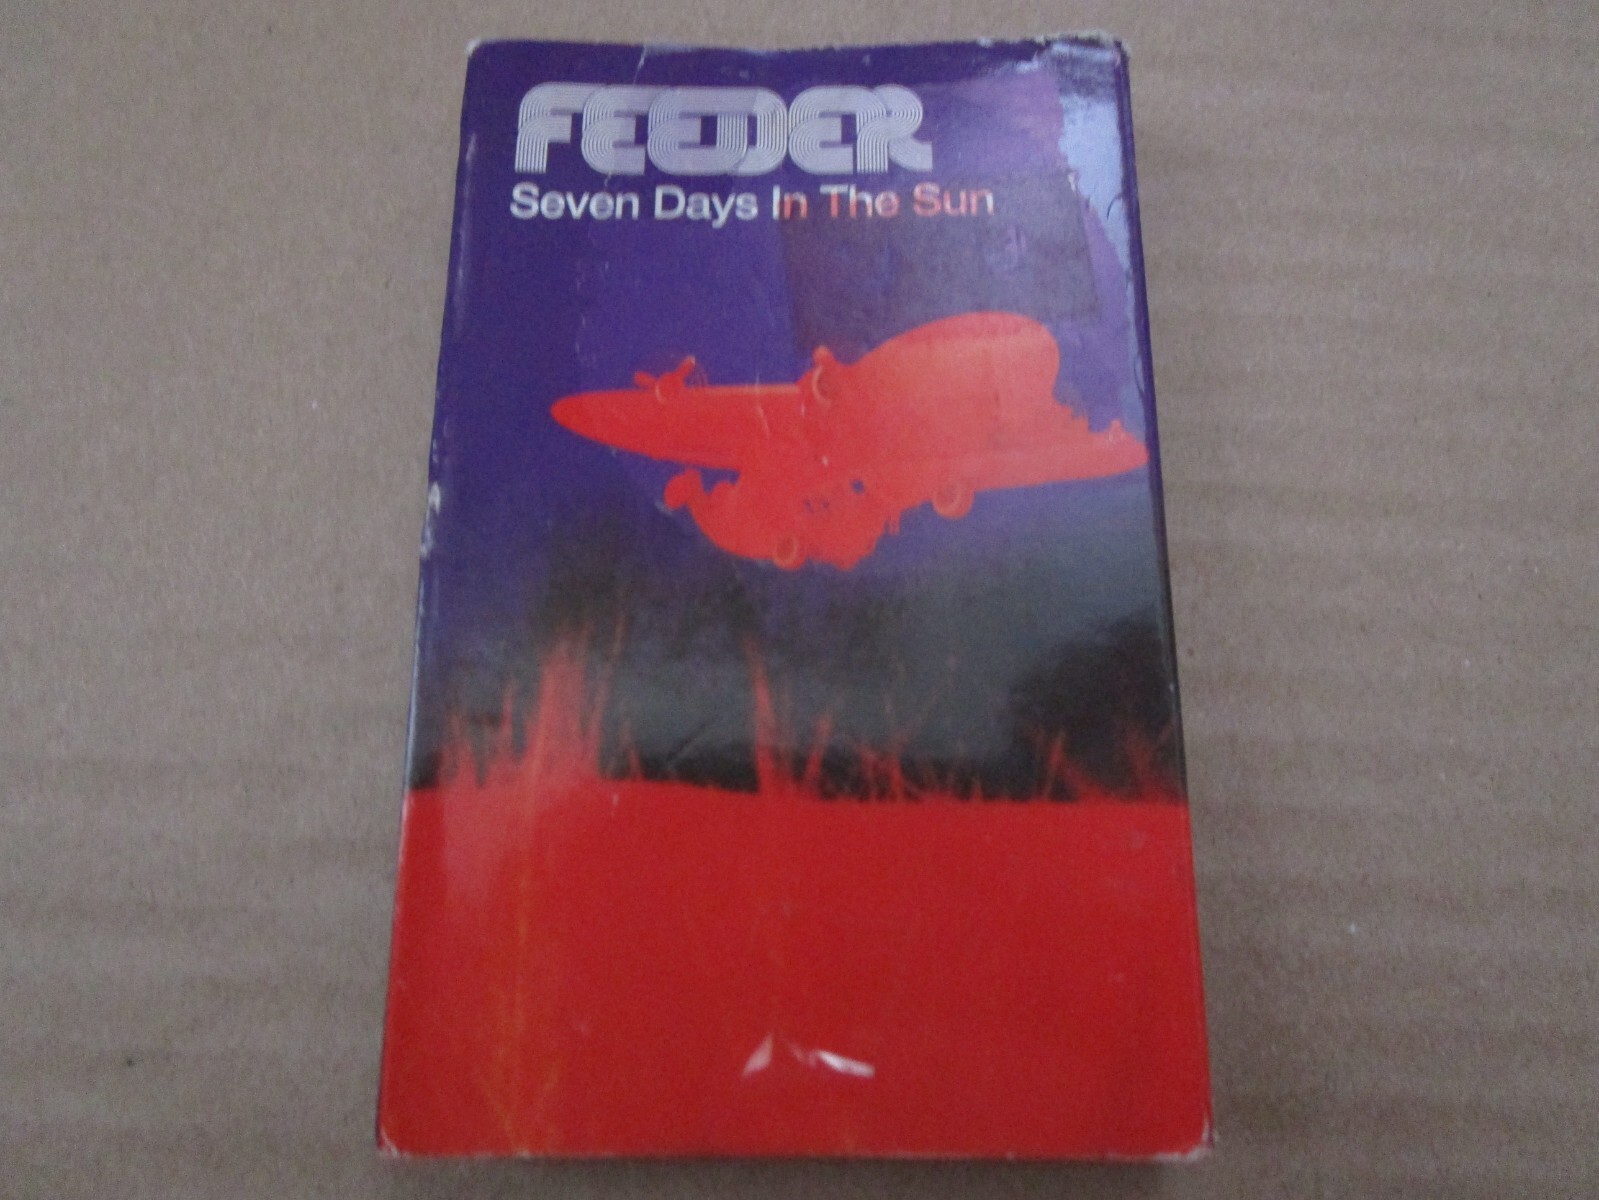 FEEDER
Seven Days In The Sun